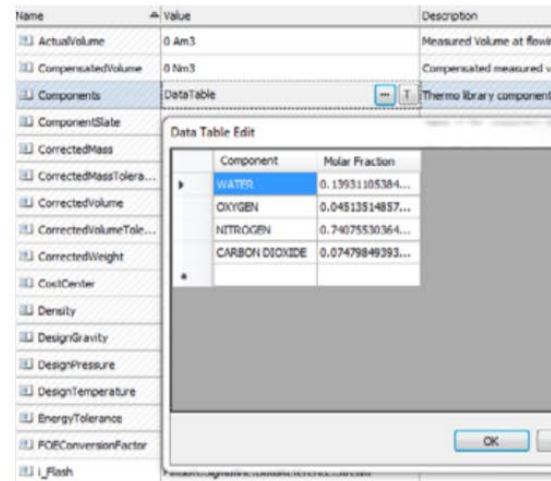 Name Value Description
ActualVolume 0 Am3 Measured Volume at flowin
CompensatedVolume 0 Nm3 Compensated measured v
Components DataTable ... T Thermo library component
ComponentSlate
Data Table Edit
CorrectedMass
Component Molar Fraction
CorrectedMassTolera...
WATER 0.13931105384...
CorrectedVolume
OXYGEN 0.04513514857...
CorrectedVolumeTole...
NITROGEN 0.74075530364...
CorrectedWeight
CARBON DIOXIDE 0.07479849393...
CostCenter
Density
DesignGravity
DesignPressure
DesignTemperature
EnergyTolerance
FOEConversionFactor
OK
i_Flash